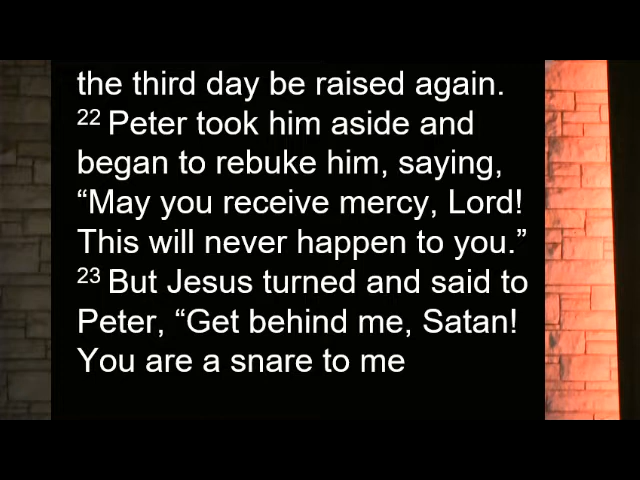 the third day be raised again.
22 Peter took him aside and
began to rebuke him, saying,
“May you receive mercy, Lord!
This will never happen to you.”
23 But Jesus turned and said to
Peter, “Get behind me, Satan!
You are a snare to me